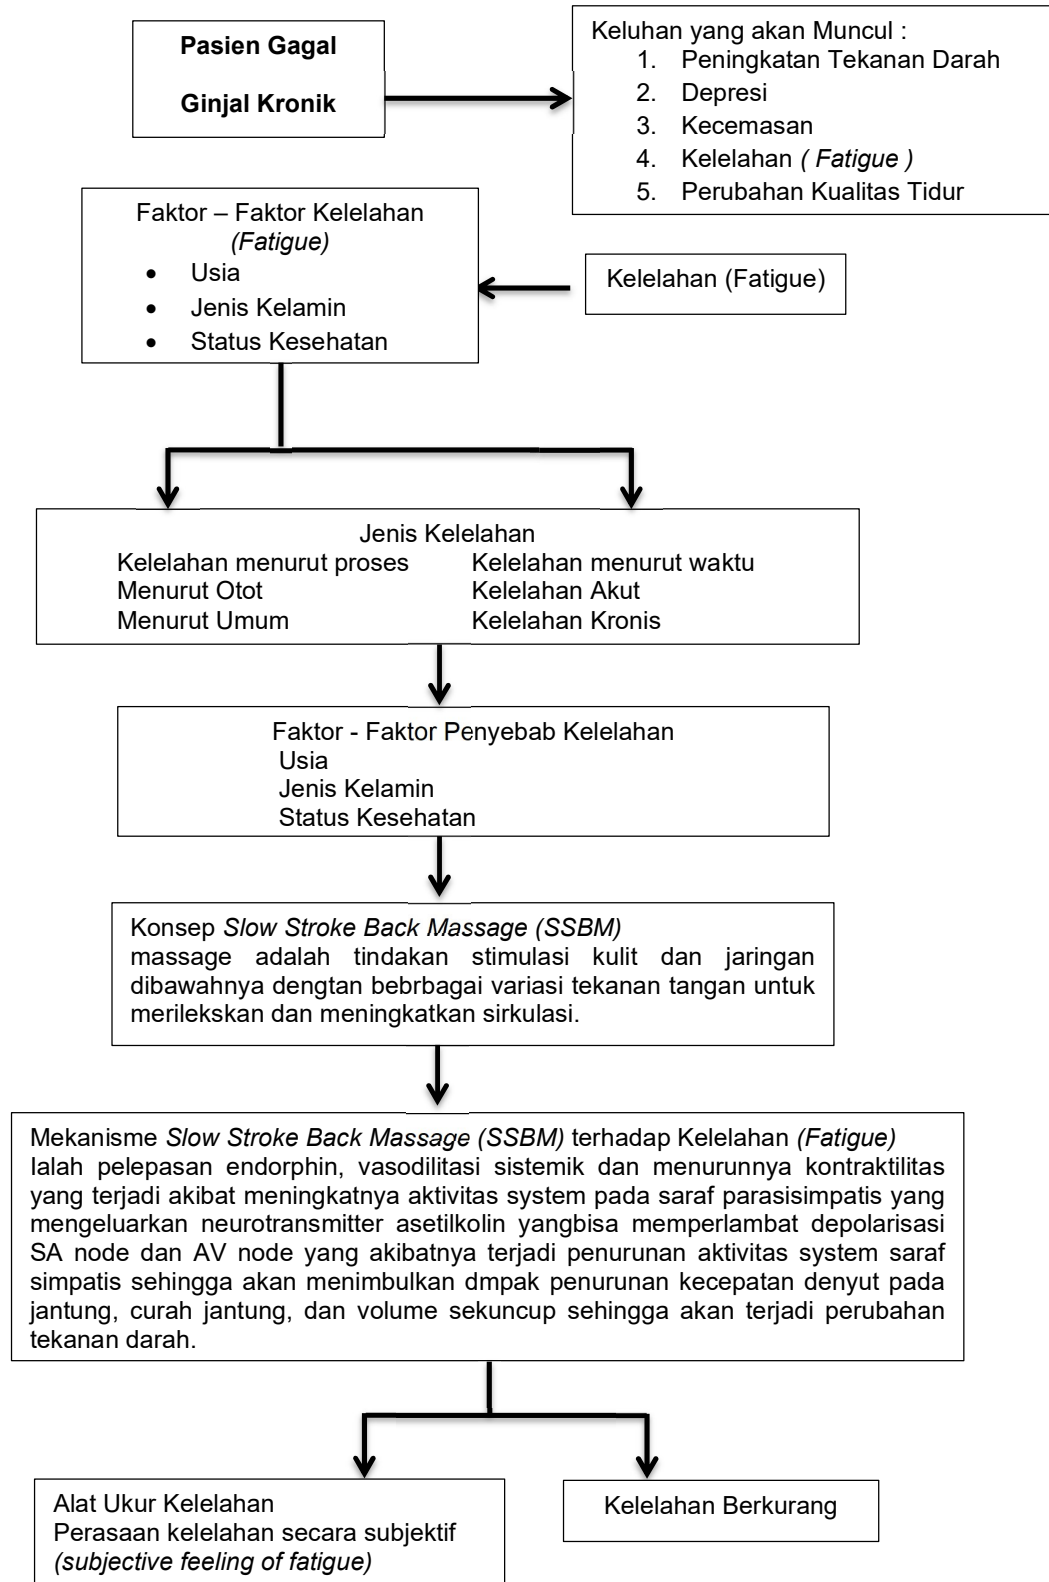 Pasien Gagal
Ginjal Kronik
Keluhan yang akan Muncul :
1. Peningkatan Tekanan Darah
2. Depresi
3. Kecemasan
4. Kelelahan ( Fatigue )
5. Perubahan Kualitas Tidur
Faktor – Faktor Kelelahan
(Fatigue)
• Usia
• Jenis Kelamin
• Status Kesehatan
Kelelahan (Fatigue)
Jenis Kelelahan
Kelelahan menurut proses Kelelahan menurut waktu
Menurut Otot Kelelahan Akut
Menurut Umum Kelelahan Kronis
Faktor - Faktor Penyebab Kelelahan
Usia
Jenis Kelamin
Status Kesehatan
Konsep Slow Stroke Back Massage (SSBM)
massage adalah tindakan stimulasi kulit dan jaringan
dibawahnya dengtan bebrbagai variasi tekanan tangan untuk
merilekskan dan meningkatkan sirkulasi.
Mekanisme Slow Stroke Back Massage (SSBM) terhadap Kelelahan (Fatigue)
Ialah pelepasan endorphin, vasodilitasi sistemik dan menurunnya kontraktilitas
yang terjadi akibat meningkatnya aktivitas system pada saraf parasisimpatis yang
mengeluarkan neurotransmitter asetilkolin yangbisa memperlambat depolarisasi
SA node dan AV node yang akibatnya terjadi penurunan aktivitas system saraf
simpatis sehingga akan menimbulkan dmpak penurunan kecepatan denyut pada
jantung, curah jantung, dan volume sekuncup sehingga akan terjadi perubahan
tekanan darah.
Alat Ukur Kelelahan
Perasaan kelelahan secara subjektif
(subjective feeling of fatigue)
Kelelahan Berkurang